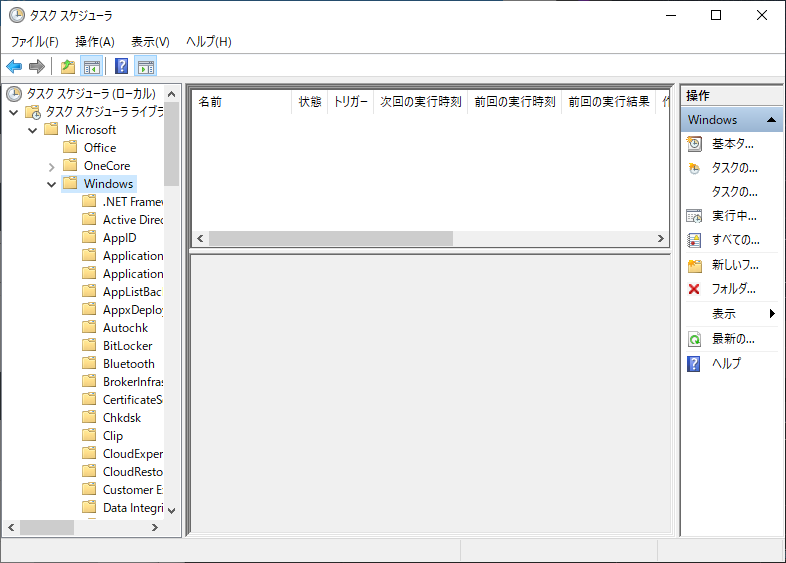 タスク スケジューラ
ファイル(F) 操作(A) 表示(V) ヘルプ(H)
タスク スケジューラ (ローカル)
タスク スケジューラ ライブラ
Microsoft
Office
OneCore
Windows
.NET Framew
Active Direc
AppID
Application
Application
AppListBac
AppxDeploy
Autochk
BitLocker
Bluetooth
BrokerInfras
CertificateSe
Chkdsk
Clip
CloudExper
CloudResto
Customer E
Data Integri
名前 状態 トリガー 次回の実行時刻 前回の実行時刻 前回の実行結果
操作
Windows
基本タ...
タスクの...
タスクの...
実行中...
すべての...
新しいフ...
フォルダ...
表示
最新の...
ヘルプ